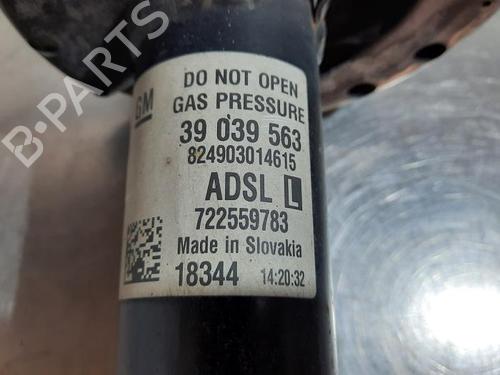 GM
DO NOT OPEN
GAS PRESSURE
39 039 563
824903014615
ADSL L
722559783
Made in Slovakia
18344 14:20:32
B-PARTS